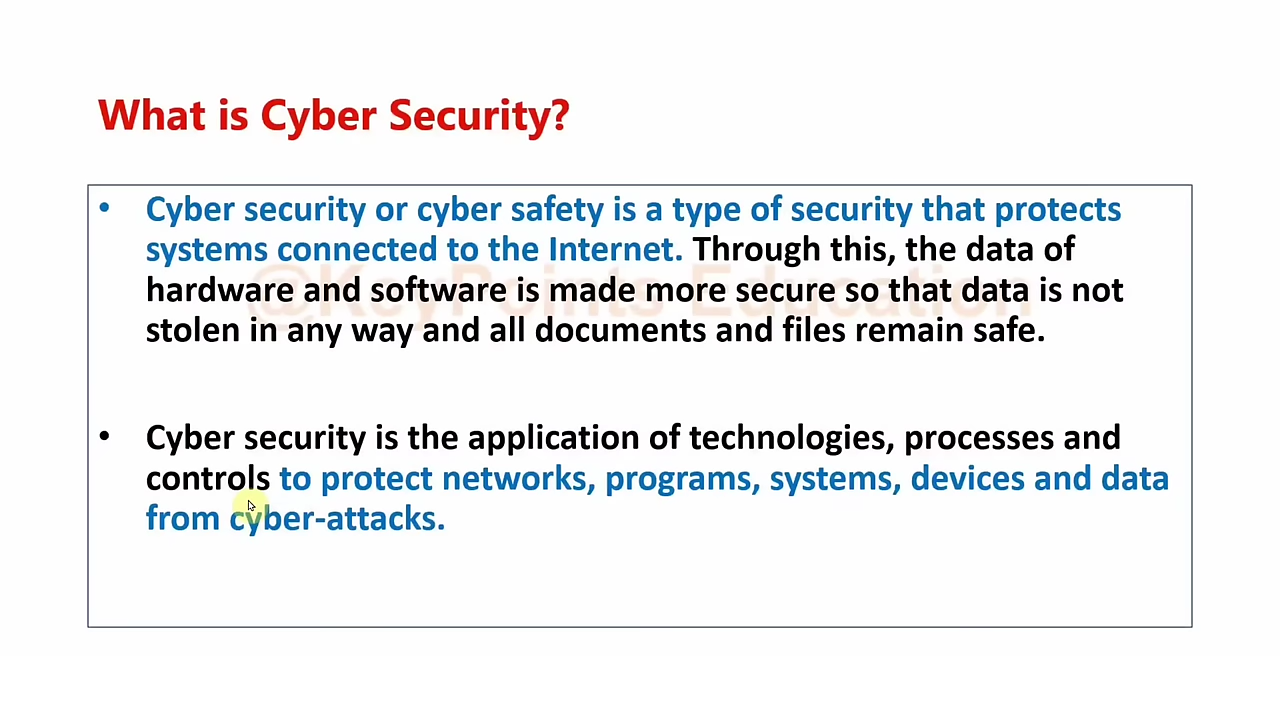 What is Cyber Security?
• Cyber security or cyber safety is a type of security that protects
systems connected to the Internet. Through this, the data of
hardware and software is made more secure so that data is not
stolen in any way and all documents and files remain safe.
@KeyPoints Education
• Cyber security is the application of technologies, processes and
controls to protect networks, programs, systems, devices and data
from cyber-attacks.